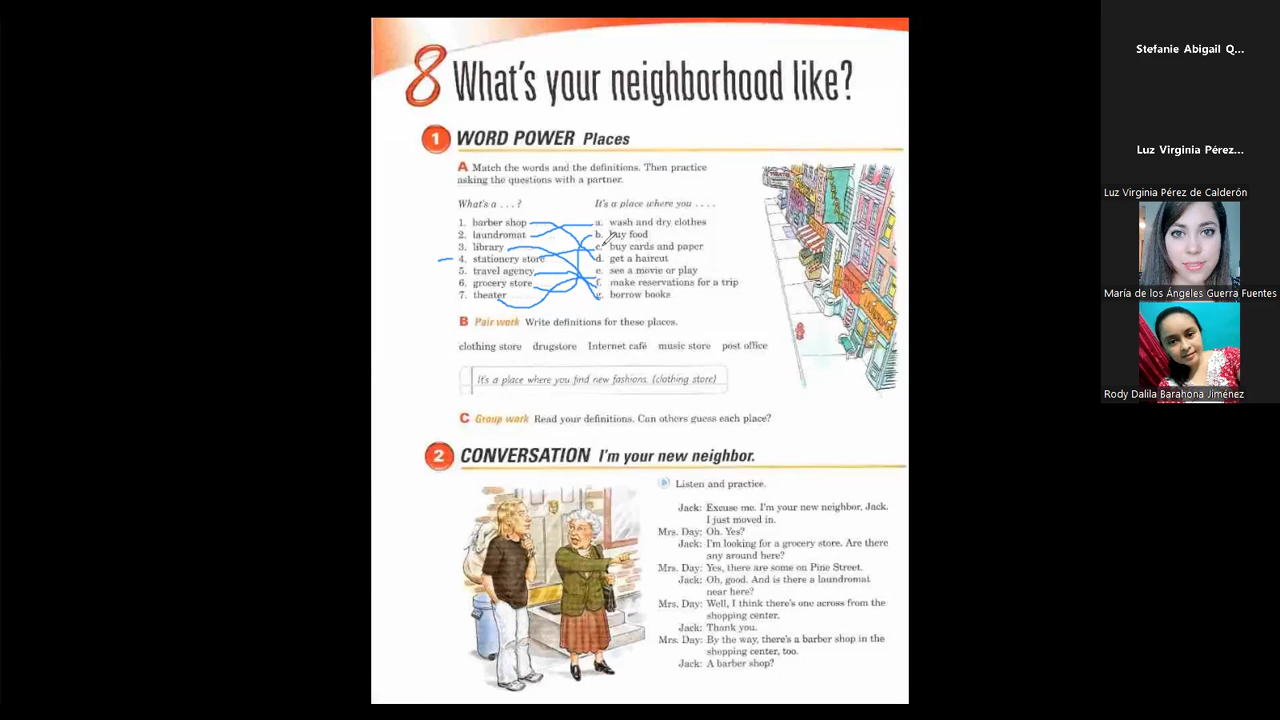 8 What's your neighborhood like?
1 WORD POWER Places
A Match the words and the definitions. Then practice
asking the questions with a partner.
What's a . . . ?
1. barber shop
2. laundromat
3. library
4. stationery store
5. travel agency
6. grocery store
7. theater
It's a place where you . . . .
a. wash and dry clothes
b. buy food
c. buy cards and paper
d. get a haircut
e. see a movie or play
f. make reservations for a trip
g. borrow books
B Pair work Write definitions for these places.
clothing store drugstore Internet café music store post office
It's a place where you find new fashions. (clothing store)
C Group work Read your definitions. Can others guess each place?
2 CONVERSATION I'm your new neighbor.
Listen and practice.
Jack: Excuse me. I'm your new neighbor, Jack.
I just moved in.
Mrs. Day: Oh. Yes?
Jack: I'm looking for a grocery store. Are there
any around here?
Mrs. Day: Yes, there are some on Pine Street.
Jack: Oh, good. And is there a laundromat
near here?
Mrs. Day: Well, I think there's one across from the
shopping center.
Jack: Thank you.
Mrs. Day: By the way, there's a barber shop in the
shopping center, too.
Jack: A barber shop?
Stefanie Abigail Q...
Luz Virginia Pérez...
Luz Virginia Pérez de Calderón
María de los Ángeles Guerra Fuentes
Rody Dalila Barahona Jiménez